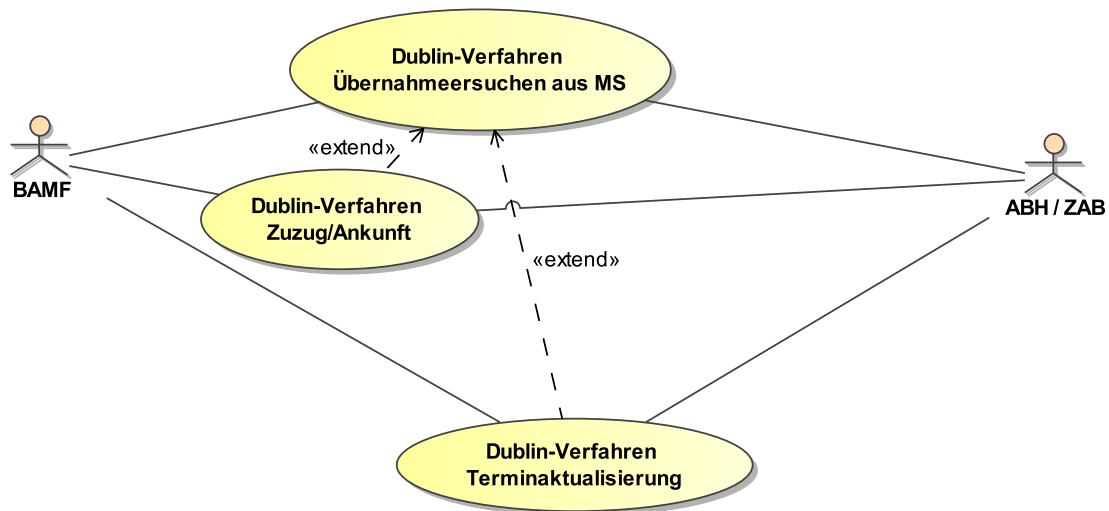 Dublin-Verfahren
Übernahmeersuchen aus MS
«extend»
BAMF
Dublin-Verfahren
Zuzug/Ankunft
ABH / ZAB
«extend»
Dublin-Verfahren
Terminaktualisierung